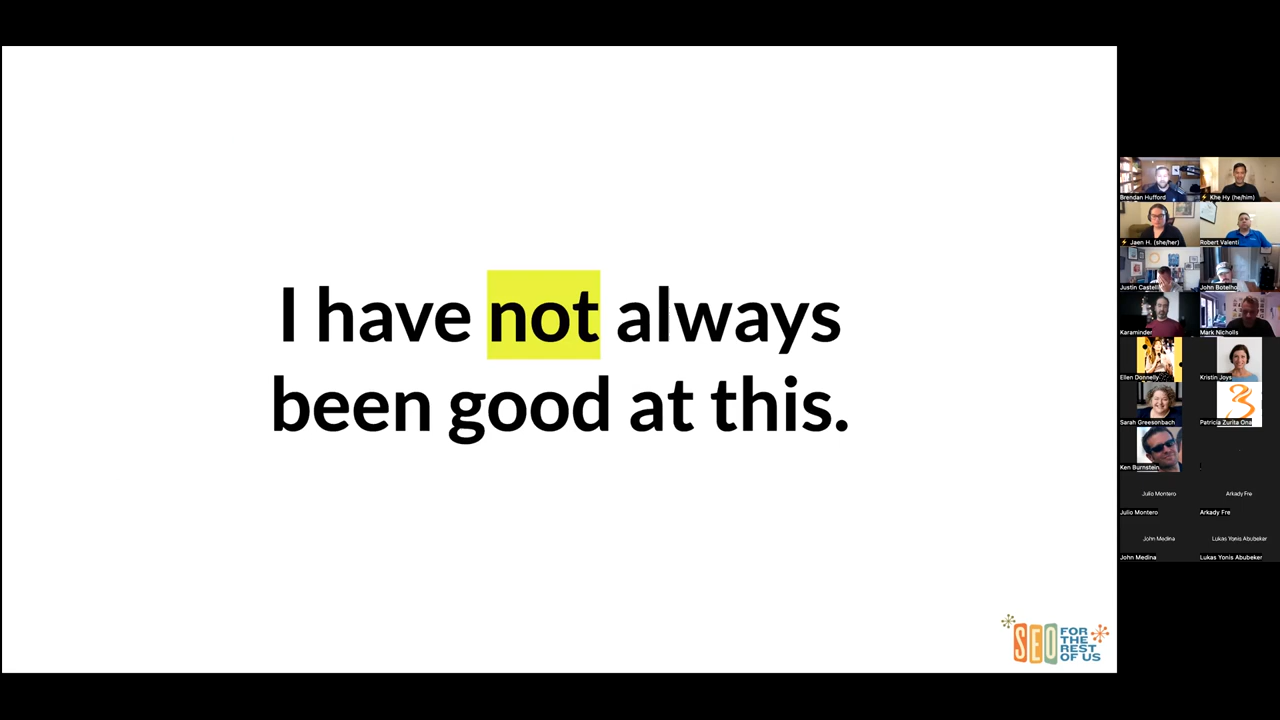 I have not always
been good at this.
SEO
FOR
THE
REST
OF US
Brendan Hufford
Khe Hy (he/him)
Jaen H. (she/her)
Robert Valenti
Justin Castelli
John Botelho
Karaminder
Mark Nicholls
Ellen Donnelly
Kristin Joys
Sarah Greesonbach
Patricia Zurita Ona
Ken Burnstein
Julio Montero
Arkady Fre
Julio Montero
Arkady Fre
John Medina
Lukas Yonis Abubeker
John Medina
Lukas Yonis Abubeker